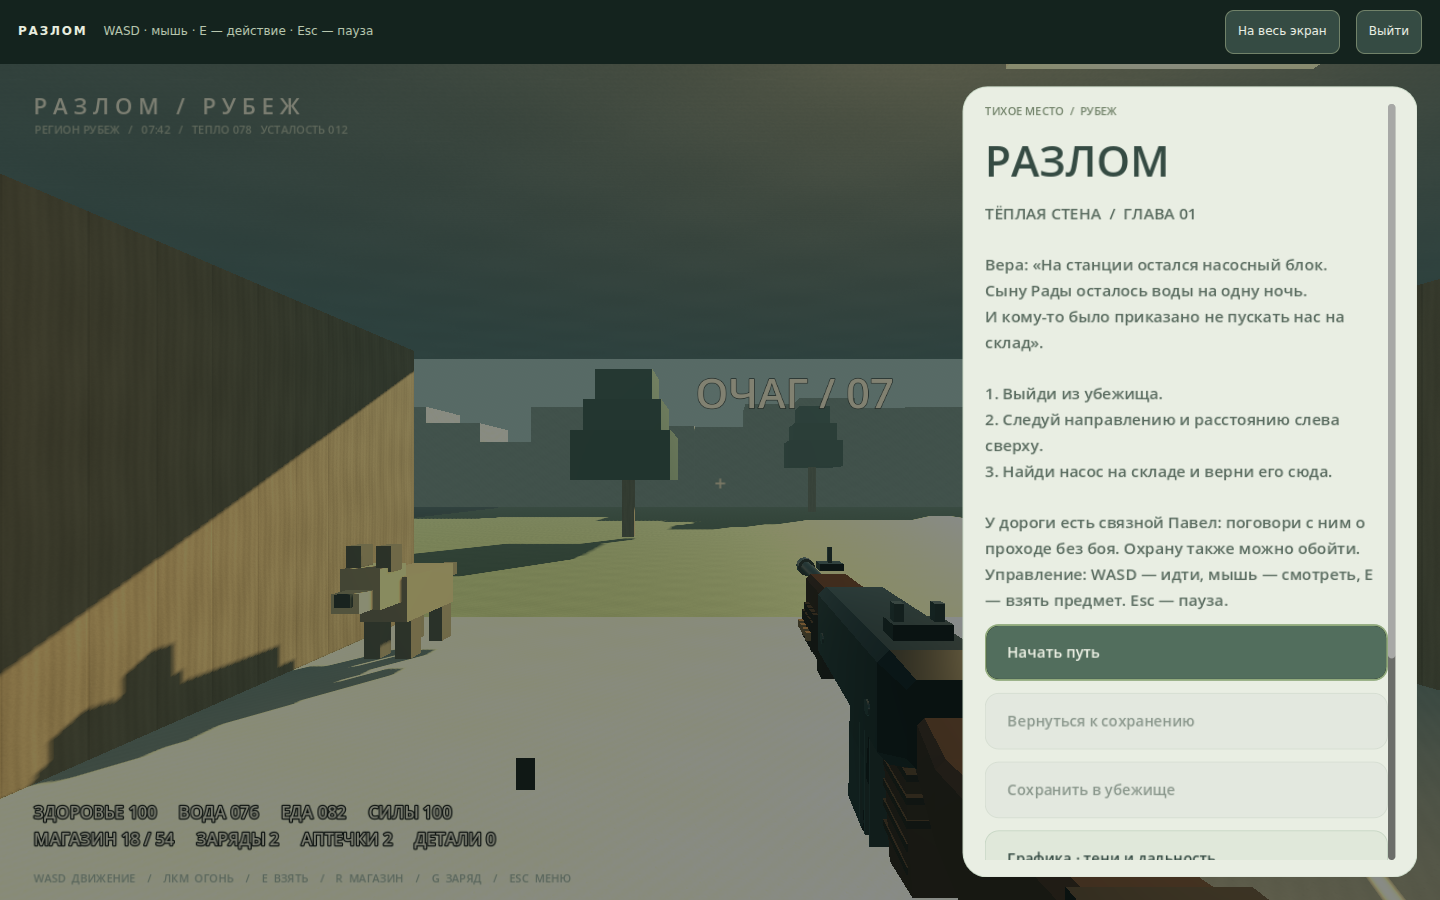 РАЗЛОМ WASD · мышь · E — действие · Esc — пауза На весь экран Выйти
РАЗЛОМ / РУБЕЖ
РЕГИОН РУБЕЖ / 07:42 / ТЕПЛО 078 УСТАЛОСТЬ 012
ОЧАГ / 07
ТИХОЕ МЕСТО / РУБЕЖ
РАЗЛОМ
ТЁПЛАЯ СТЕНА / ГЛАВА 01
Вера: «На станции остался насосный блок.
Сыну Рады осталось воды на одну ночь.
И кому-то было приказано не пускать нас на
склад».
1. Выйди из убежища.
2. Следуй направлению и расстоянию слева
сверху.
3. Найди насос на складе и верни его сюда.
У дороги есть связной Павел: поговори с ним о
проходе без боя. Охрану также можно обойти.
Управление: WASD — идти, мышь — смотреть, E
— взять предмет. Esc — пауза.
Начать путь
Вернуться к сохранению
Сохранить в убежище
Графика · тени и дальность
ЗДОРОВЬЕ 100 ВОДА 076 ЕДА 082 СИЛЫ 100
МАГАЗИН 18 / 54 ЗАРЯДЫ 2 АПТЕЧКИ 2 ДЕТАЛИ 0
WASD ДВИЖЕНИЕ / ЛКМ ОГОНЬ / E ВЗЯТЬ / R МАГАЗИН / G ЗАРЯД / ESC МЕНЮ